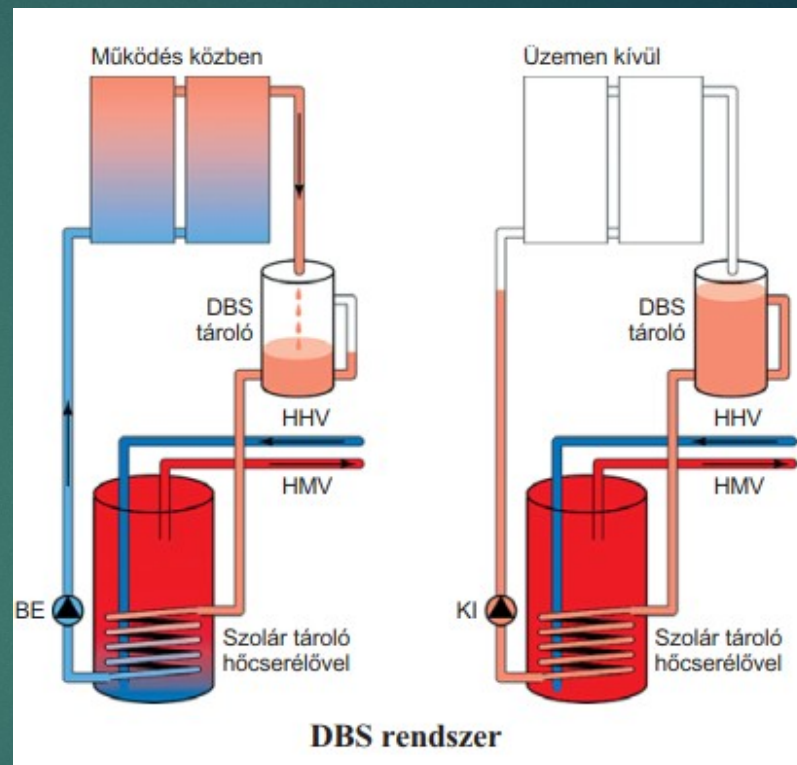 Működés közben
Üzemen kívül
DBS
tároló
DBS
tároló
HHV
HHV
HMV
HMV
BE
KI
Szolár tároló
hőcserélővel
Szolár tároló
hőcserélővel
DBS rendszer